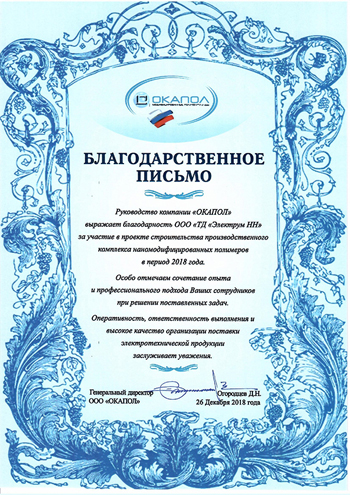 ОКАПОЛ
БЛАГОДАРСТВЕННОЕ
ПИСЬМО
Руководство компании «ОКАПОЛ»
выражает благодарность ООО «ТД «Электрум НН»
за участие в проекте строительства производственного
комплекса наномодифицированных полимеров
в период 2018 года.
Особо отмечаем сочетание опыта
и профессионального подхода Ваших сотрудников
при решении поставленных задач.
Оперативность, ответственность выполнения и
высокое качество организации поставки
электротехнической продукции
заслуживает уважения.
Генеральный директор Огородцев Д.Н.
ООО «ОКАПОЛ» 26 Декабря 2018 года